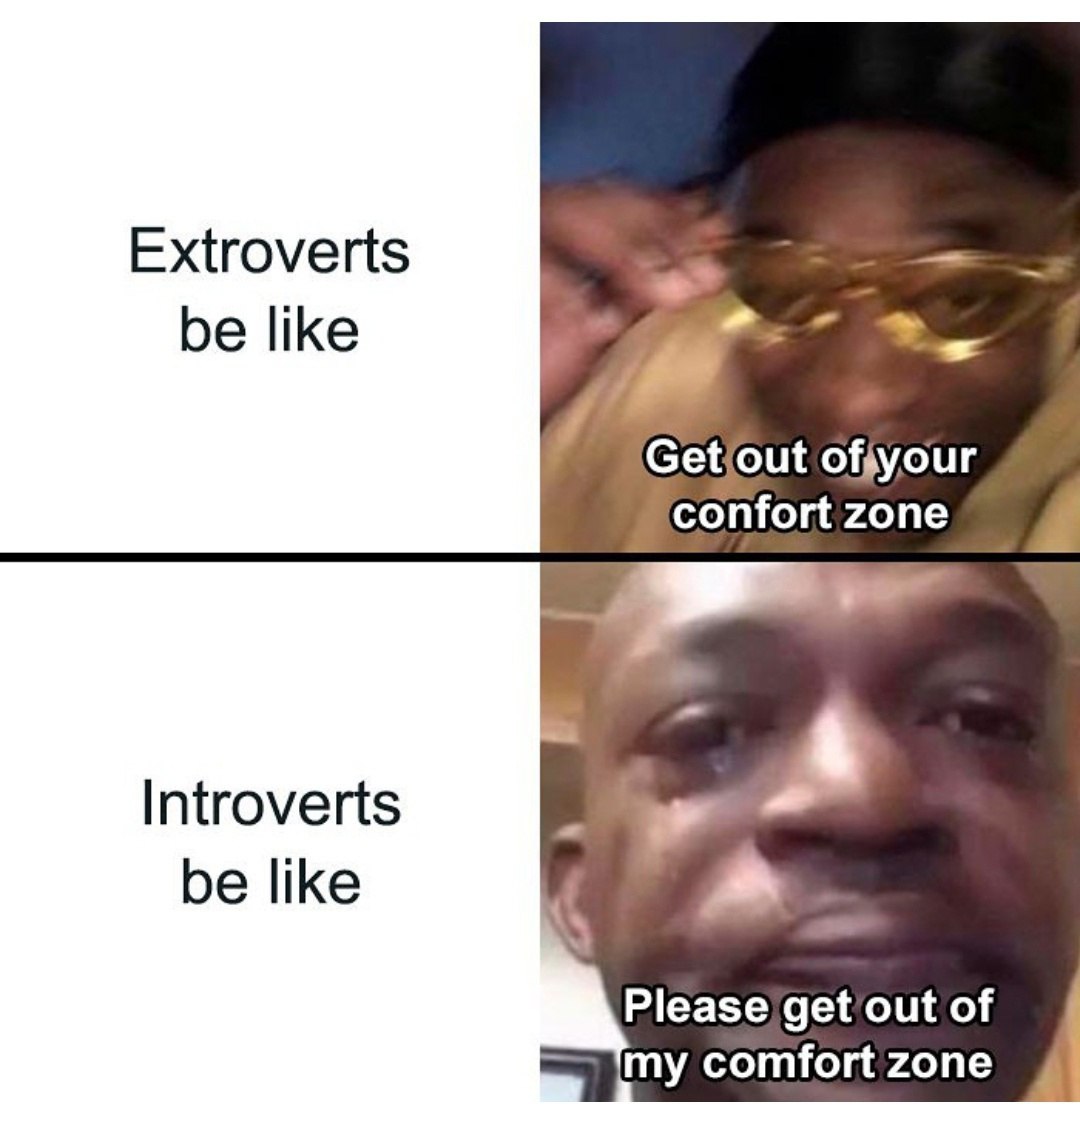 Extroverts
be like
Get out of your
confort zone
Introverts
be like
Please get out of
my comfort zone